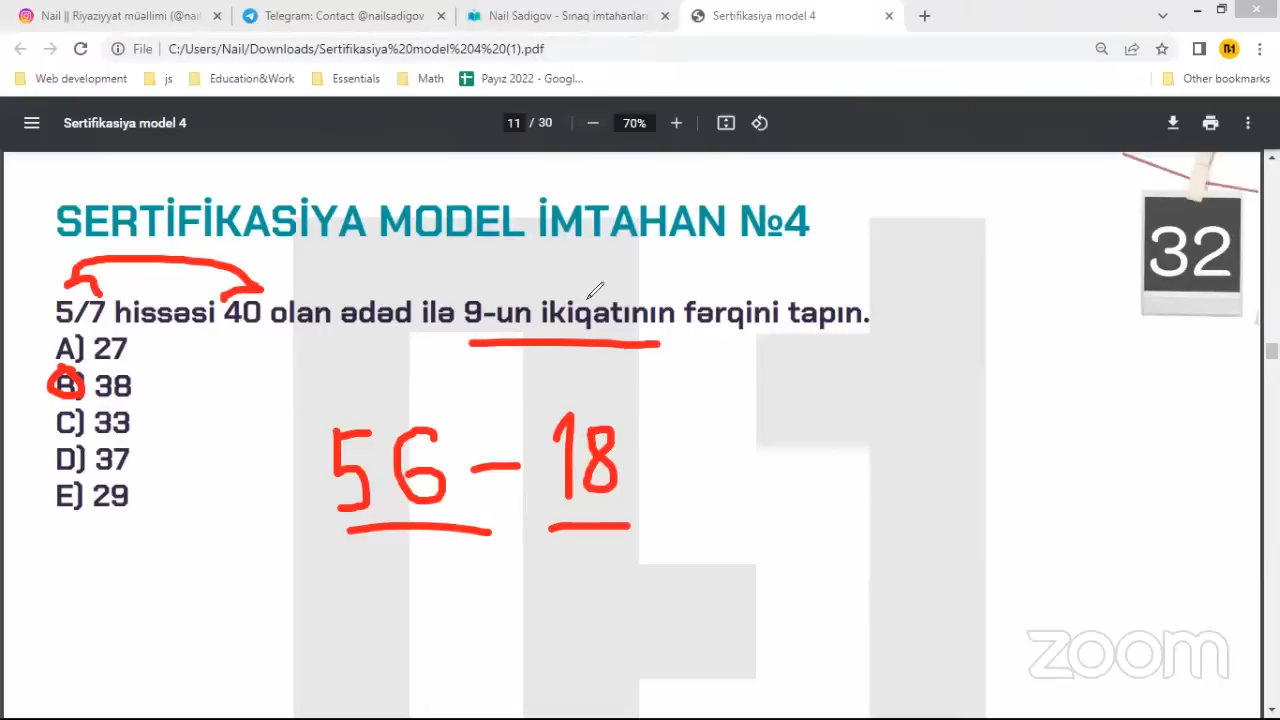 Nail || Riyaziyyat müəllimi (@nail
Telegram: Contact @nailsadigov
Nail Sadigov - Sınaq imtahanları
Sertifikasiya model 4
File
C:/Users/Nail/Downloads/Sertifikasiya%20model%204%20(1).pdf
Web development
js
Education&Work
Essentials
Math
Payız 2022 - Googl...
Other bookmarks
Sertifikasiya model 4
11 / 30
70%
SERTİFİKASİYA MODEL İMTAHAN №4
32
5/7 hissəsi 40 olan ədəd ilə 9-un ikiqatının fərqini tapın.
A) 27
B) 38
C) 33
D) 37
E) 29
56 - 18
zoom